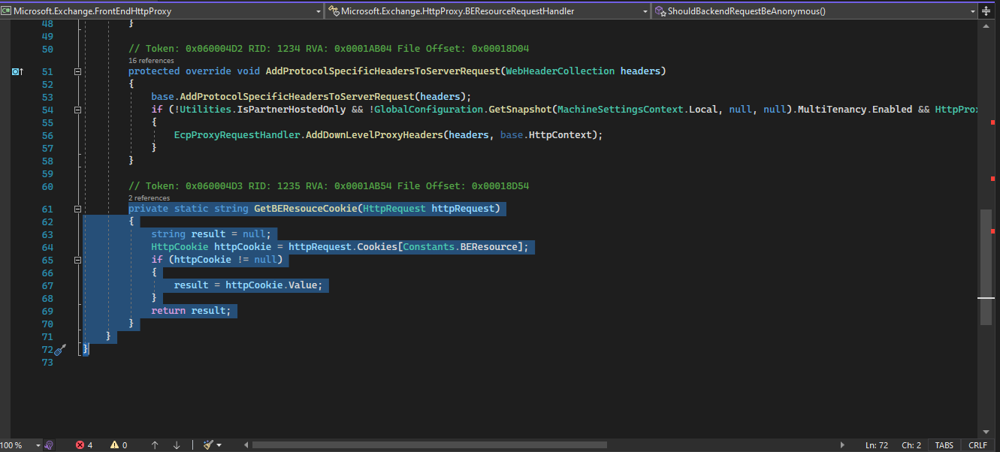 Microsoft.Exchange.FrontEndHttpProxy Microsoft.Exchange.HttpProxy.BEResourceRequestHandler ShouldBackendRequestBeAnonymous()
48 }
49
50 // Token: 0x060004D2 RID: 1234 RVA: 0x0001AB04 File Offset: 0x00018D04
16 references
51 protected override void AddProtocolSpecificHeadersToServerRequest(WebHeaderCollection headers)
52 {
53 base.AddProtocolSpecificHeadersToServerRequest(headers);
54 if (!Utilities.IsPartnerHostedOnly && !GlobalConfiguration.GetSnapshot(MachineSettingsContext.Local, null, null).MultiTenancy.Enabled && HttpPro
55 {
56 EcpProxyRequestHandler.AddDownLevelProxyHeaders(headers, base.HttpContext);
57 }
58 }
59
60 // Token: 0x060004D3 RID: 1235 RVA: 0x0001AB54 File Offset: 0x00018D54
2 references
61 private static string GetBEResouceCookie(HttpRequest httpRequest)
62 {
63 string result = null;
64 HttpCookie httpCookie = httpRequest.Cookies[Constants.BEResource];
65 if (httpCookie != null)
66 {
67 result = httpCookie.Value;
68 }
69 return result;
70 }
71 }
72 }
73
100 % 4 0 Ln: 72 Ch: 2 TABS CRLF